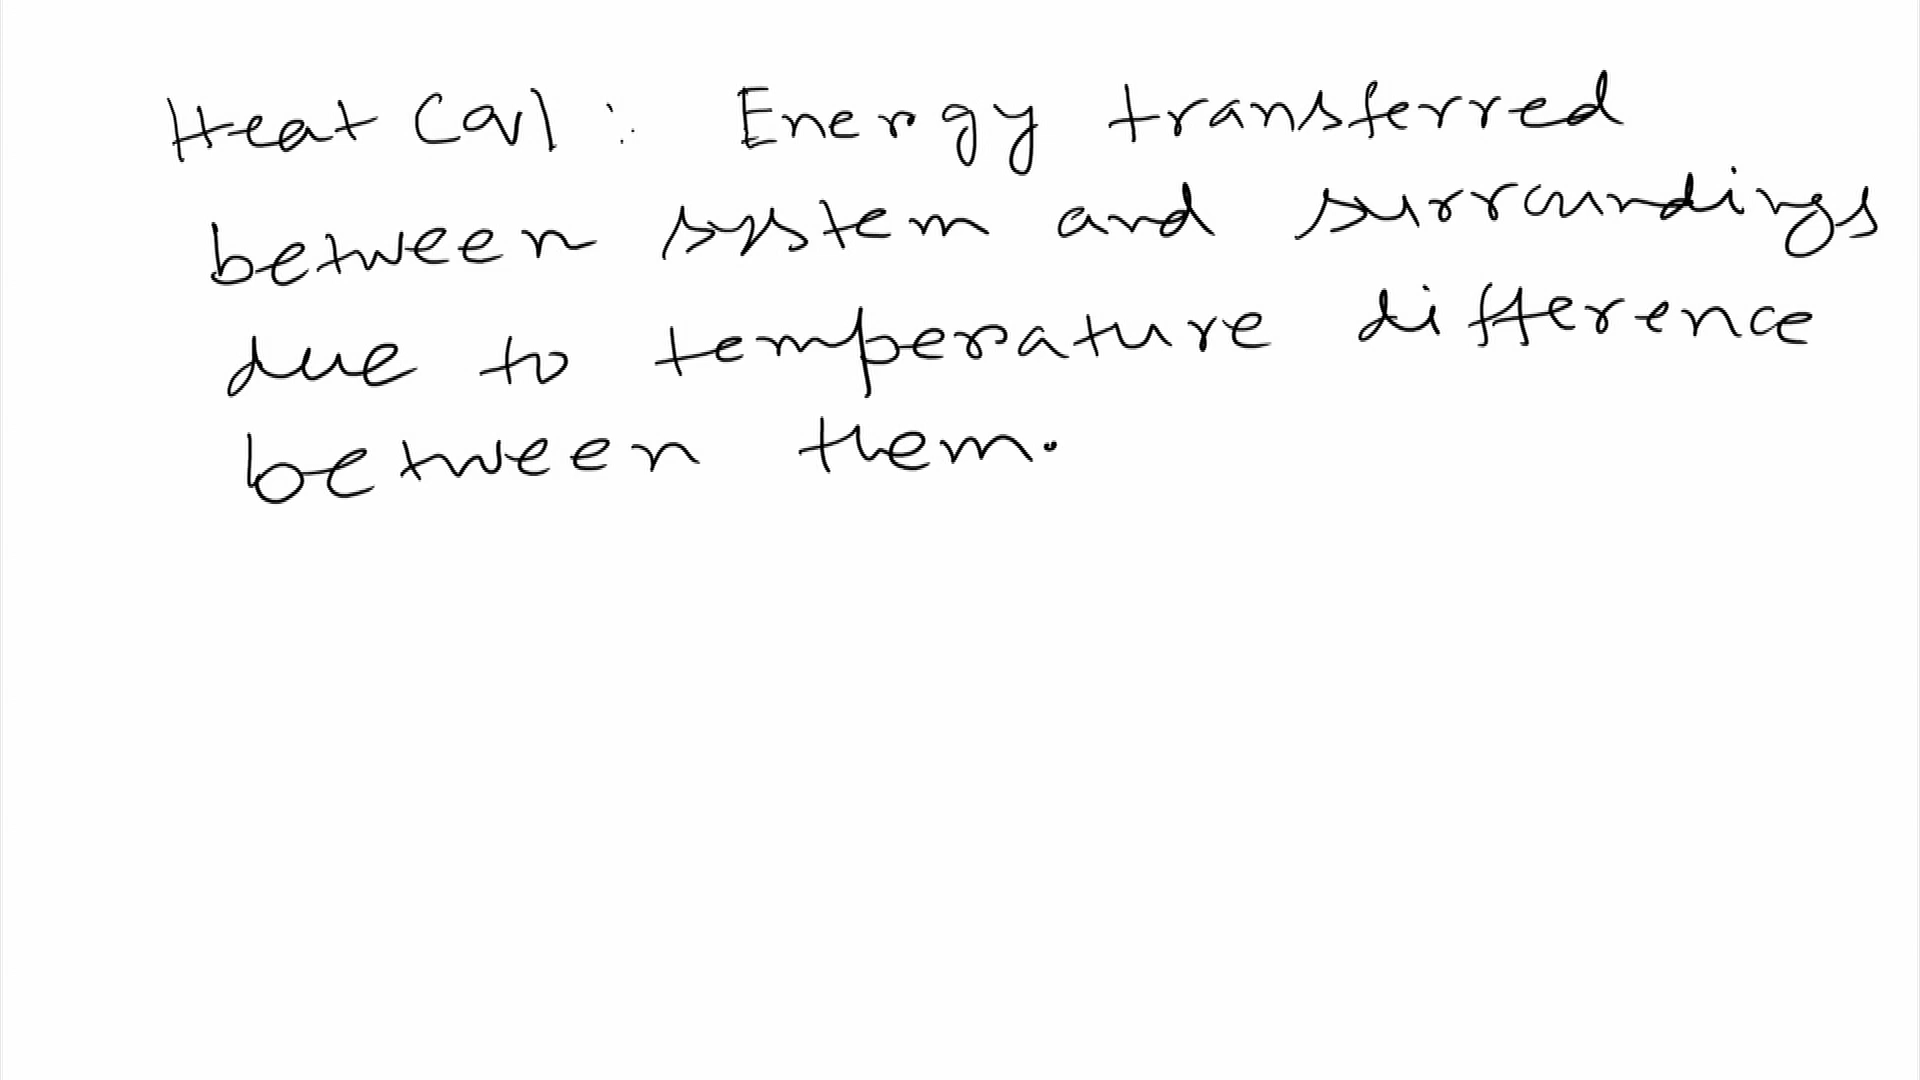 Heat (q) : Energy transferred
between system and surroundings
due to temperature difference
between them.